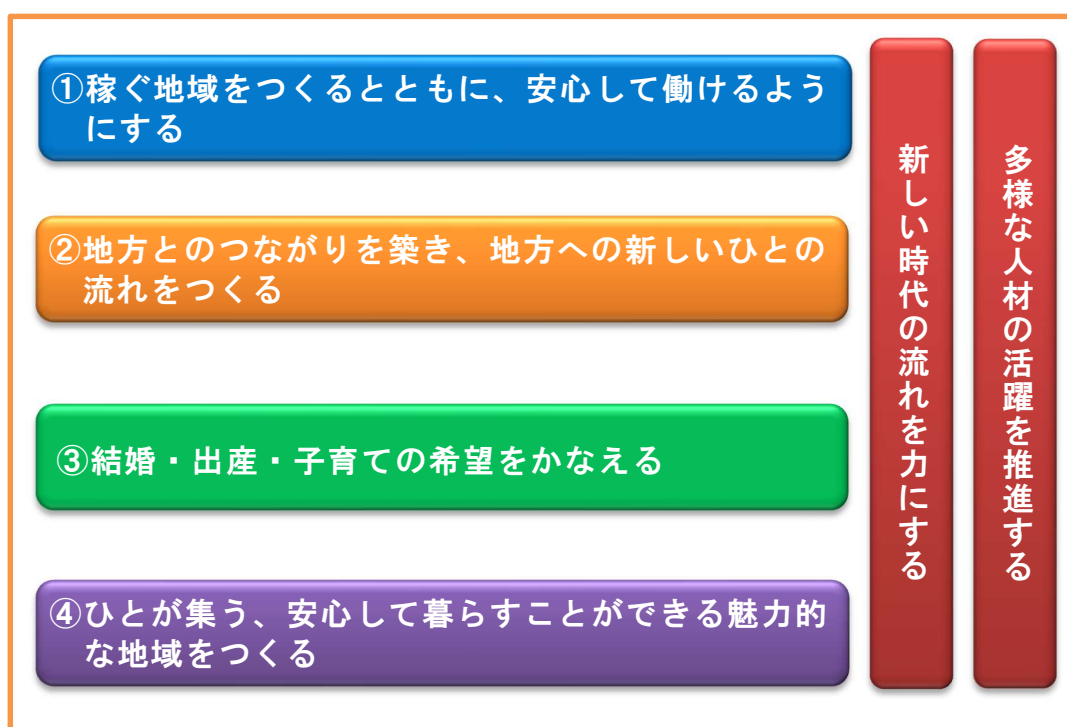 ①稼ぐ地域をつくるとともに、安心して働けるよう
にする
②地方とのつながりを築き、地方への新しいひとの
流れをつくる
③結婚・出産・子育ての希望をかなえる
④ひとが集う、安心して暮らすことができる魅力的
な地域をつくる
新しい時代の流れを力にする
多様な人材の活躍を推進する